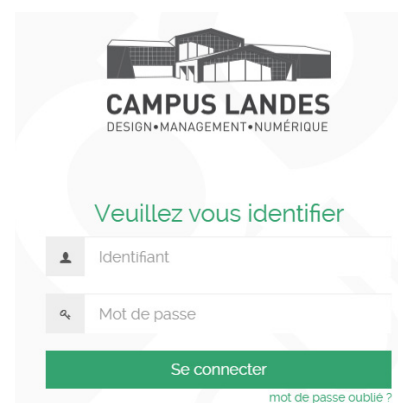 CAMPUS LANDES
DESIGN•MANAGEMENT•NUMÉRIQUE
Veuillez vous identifier
Identifiant
Mot de passe
Se connecter
mot de passe oublié ?